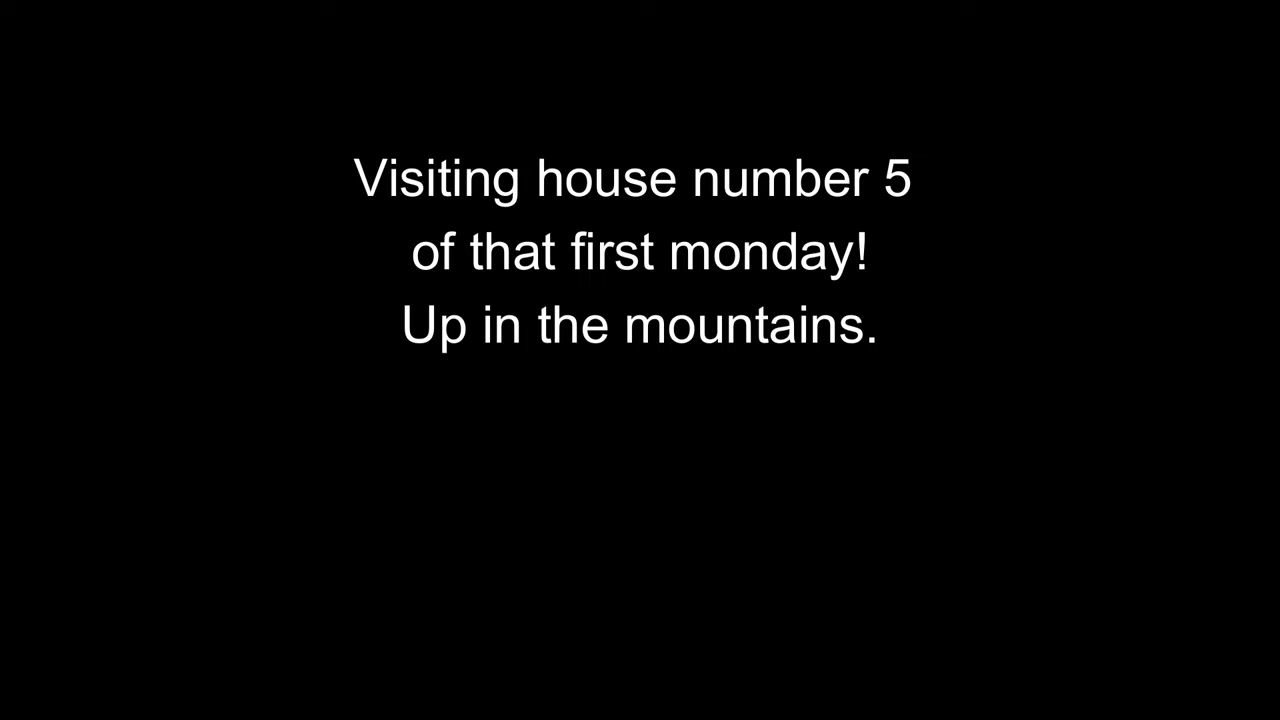 Visiting house number 5
of that first monday!
Up in the mountains.